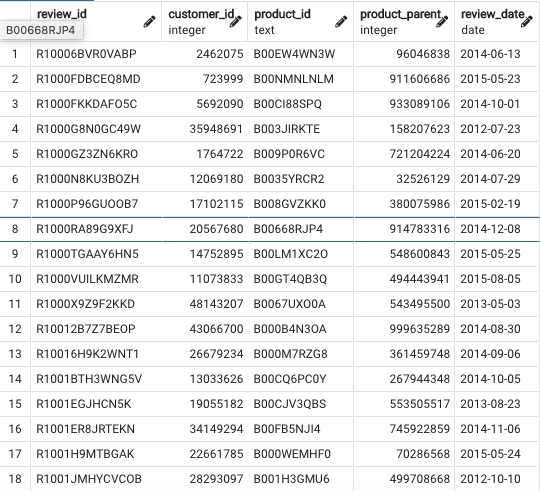 review_id customer_id product_id product_parent review_date
B00668RJP4 integer text integer date
1 R10006BVR0VABP 2462075 B00EW4WN3W 96046838 2014-06-13
2 R1000FDBCEQ8MD 723999 B00NMNLNLM 911606686 2015-05-23
3 R1000FKKDAFO5C 5692090 B00CI88SPQ 933089106 2014-10-01
4 R1000G8N0GC49W 35948691 B003JIRKTE 158207623 2012-07-23
5 R1000GZ3ZN6KRO 1764722 B009P0R6VC 721204224 2014-06-20
6 R1000N8KU3BOZH 12069180 B0035YRCR2 32526129 2014-07-29
7 R1000P96GUOOB7 17102115 B008GVZKK0 380075986 2015-02-19
8 R1000RA89G9XFJ 20567680 B00668RJP4 914783316 2014-12-08
9 R1000TGAAY6HN5 14752895 B00LM1XC2O 548600843 2015-05-25
10 R1000VUILKMZMR 11073833 B00GT4QB3Q 494443941 2015-08-05
11 R1000X9Z9F2KKD 48143207 B0067UXO0A 543495500 2013-05-03
12 R10012B7Z7BEOP 43066700 B000B4N3OA 999635289 2014-08-30
13 R10016H9K2WNT1 26679234 B000M7RZG8 361459748 2014-09-06
14 R1001BTH3WNG5V 13033626 B00CQ6PC0Y 267944348 2014-10-05
15 R1001EGJHCN5K 19055182 B00CJV3QBS 553505517 2013-08-23
16 R1001ER8JRTEKN 34149294 B00FB5NJI4 745922859 2014-11-06
17 R1001H9MTBGAK 22661785 B000WEMHF0 70286568 2015-05-24
18 R1001JMHYCVCOB 28293097 B001H3GMU6 499708668 2012-10-10